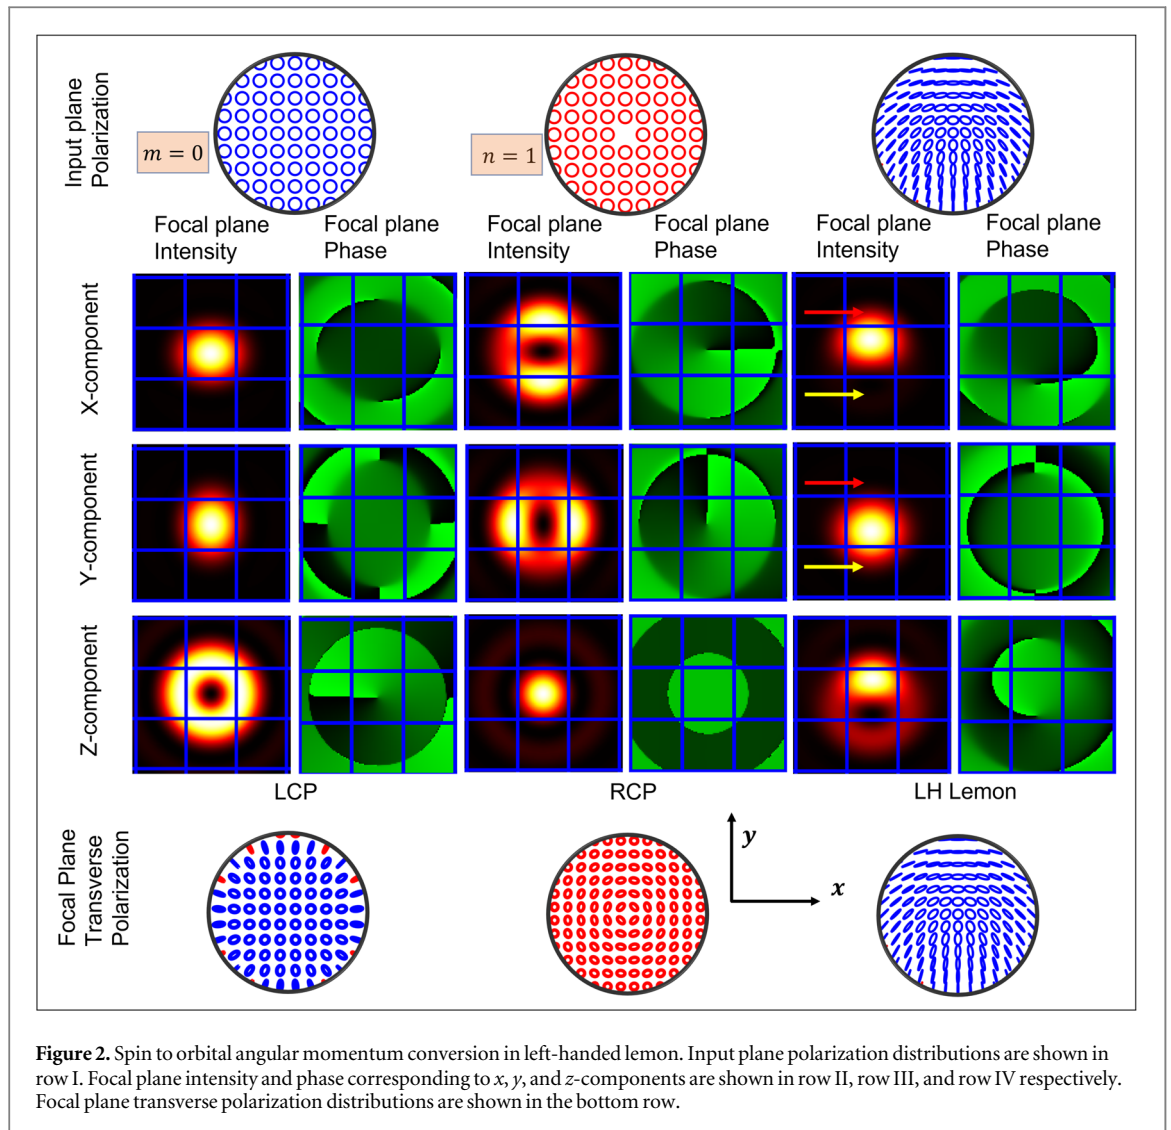 Input plane
Polarization
m = 0
n = 1
Focal plane
Intensity
Focal plane
Phase
Focal plane
Intensity
Focal plane
Phase
Focal plane
Intensity
Focal plane
Phase
X-component
Y-component
Z-component
LCP
RCP
LH Lemon
Focal Plane
Transverse
Polarization
y
x
Figure 2. Spin to orbital angular momentum conversion in left-handed lemon. Input plane polarization distributions are shown in
row I. Focal plane intensity and phase corresponding to x, y, and z-components are shown in row II, row III, and row IV respectively.
Focal plane transverse polarization distributions are shown in the bottom row.